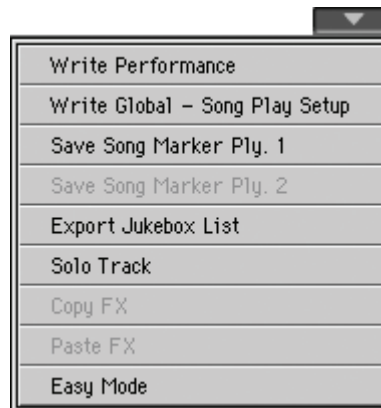 Write Performance
Write Global – Song Play Setup
Save Song Marker Ply. 1
Save Song Marker Ply. 2
Export Jukebox List
Solo Track
Copy FX
Paste FX
Easy Mode